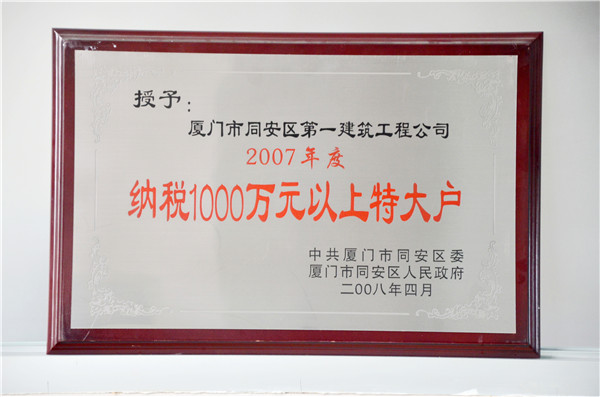 授予：
厦门市同安区第一建筑工程公司
2007年度
纳税1000万元以上特大户
中共厦门市同安区委
厦门市同安区人民政府
二00八年四月